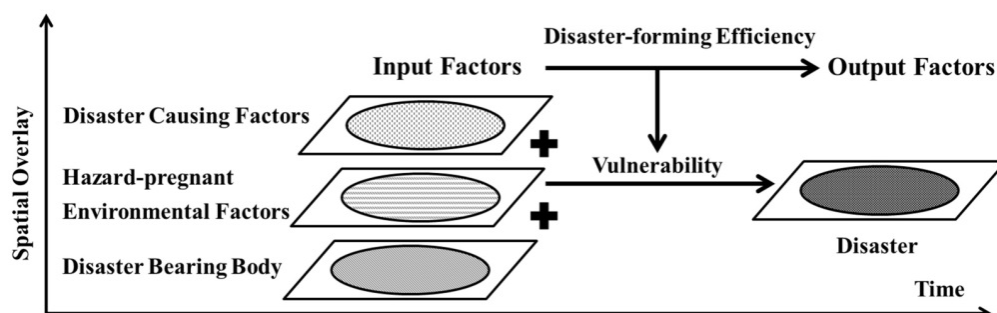 Disaster-forming Efficiency
Input Factors
Output Factors
Disaster Causing Factors
Vulnerability
Hazard-pregnant
Environmental Factors
Disaster Bearing Body
Disaster
Time
Spatial Overlay